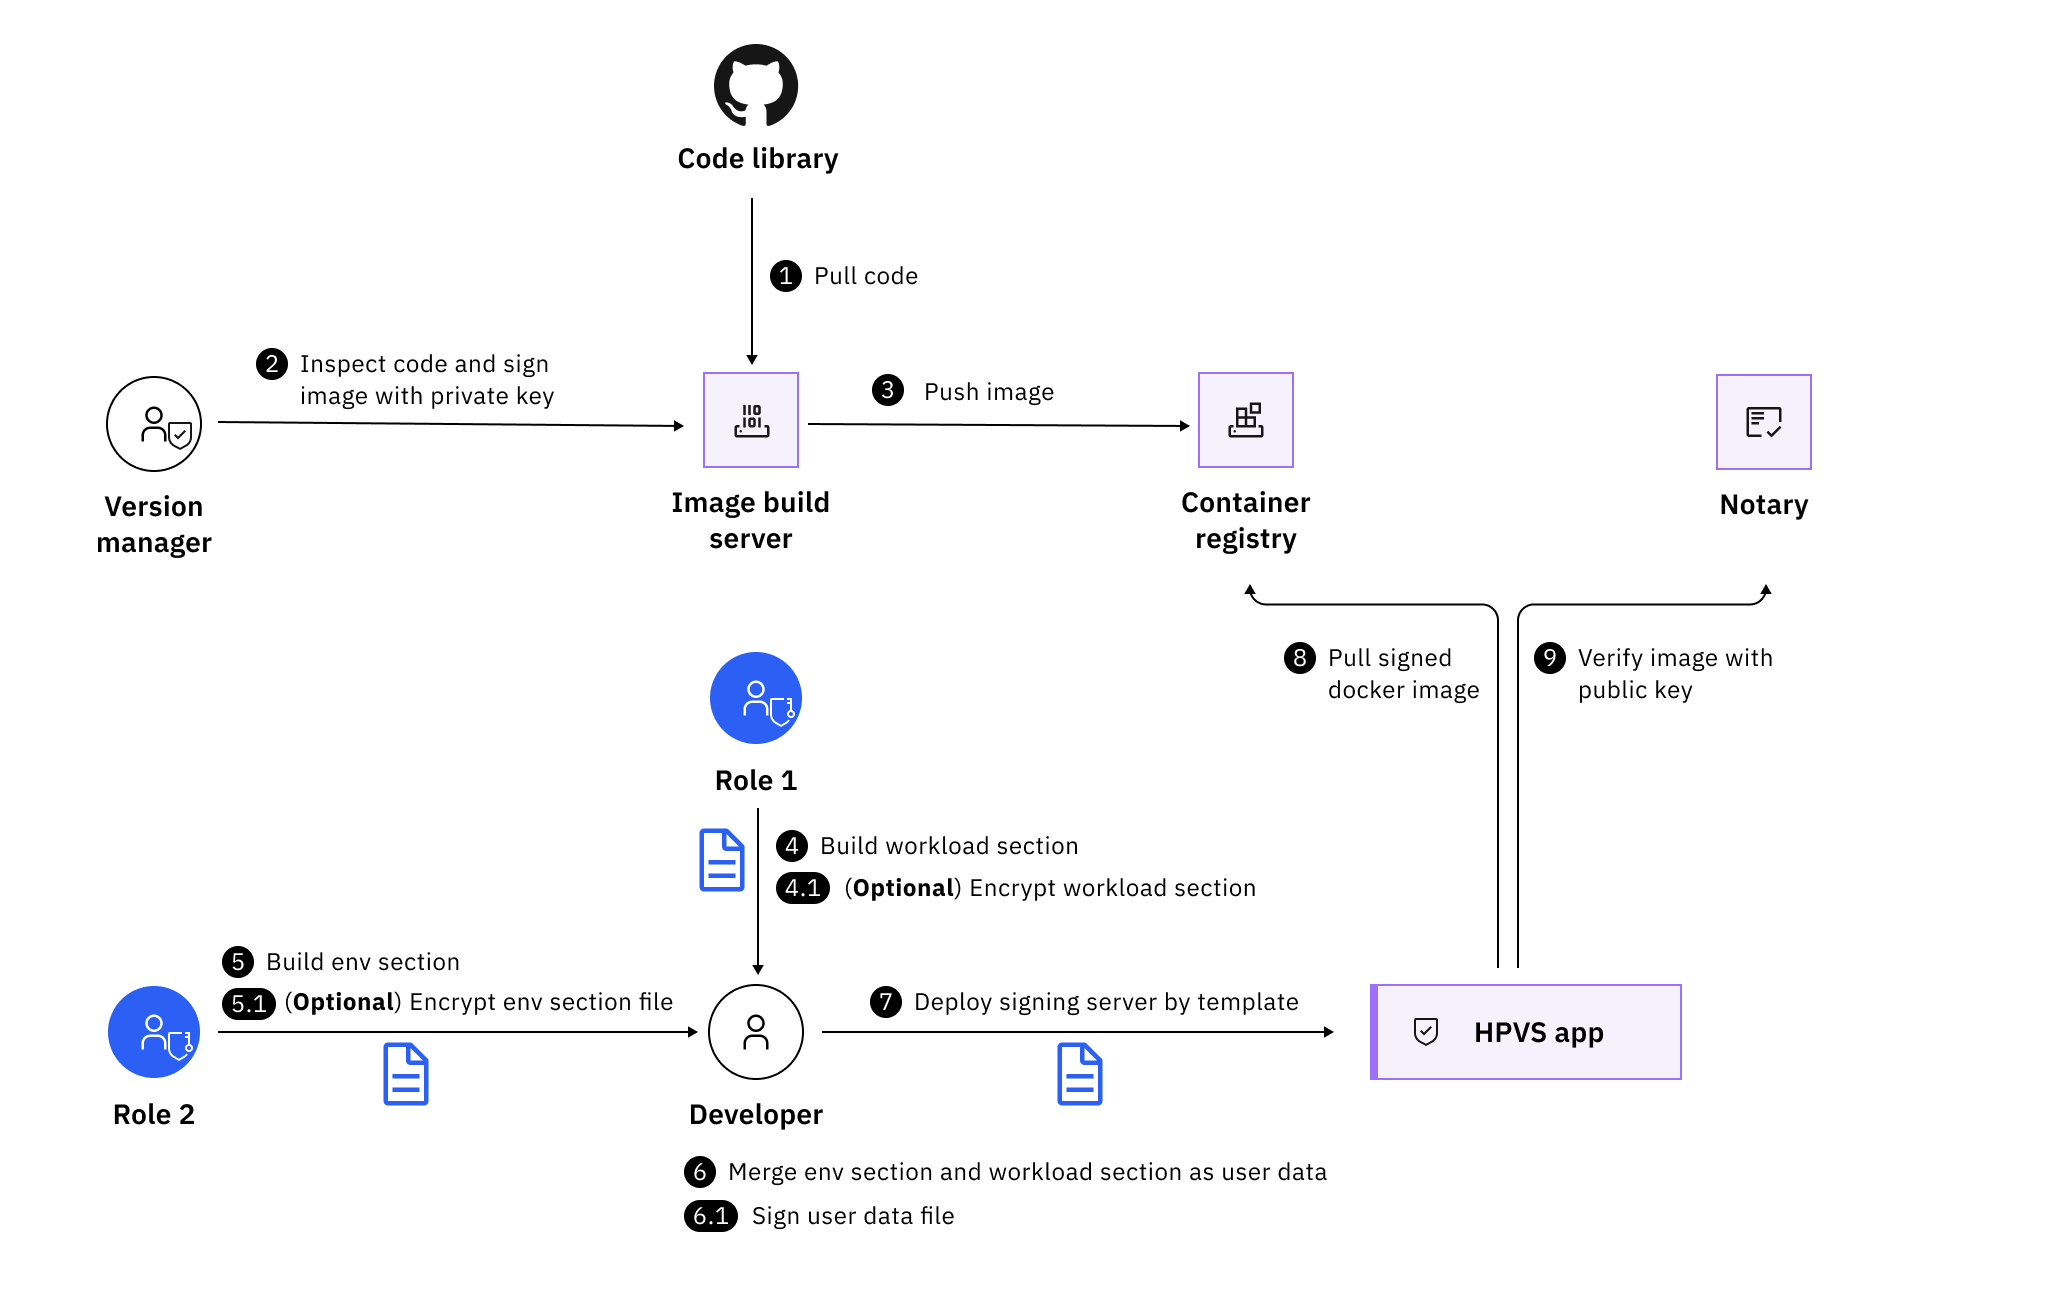 Code library
1 Pull code
2 Inspect code and sign
image with private key
3 Push image
Version
manager
Image build
server
Container
registry
Notary
8 Pull signed
docker image
9 Verify image with
public key
Role 1
4 Build workload section
4.1 (Optional) Encrypt workload section
5 Build env section
5.1 (Optional) Encrypt env section file
7 Deploy signing server by template
HPVS app
Role 2
Developer
6 Merge env section and workload section as user data
6.1 Sign user data file